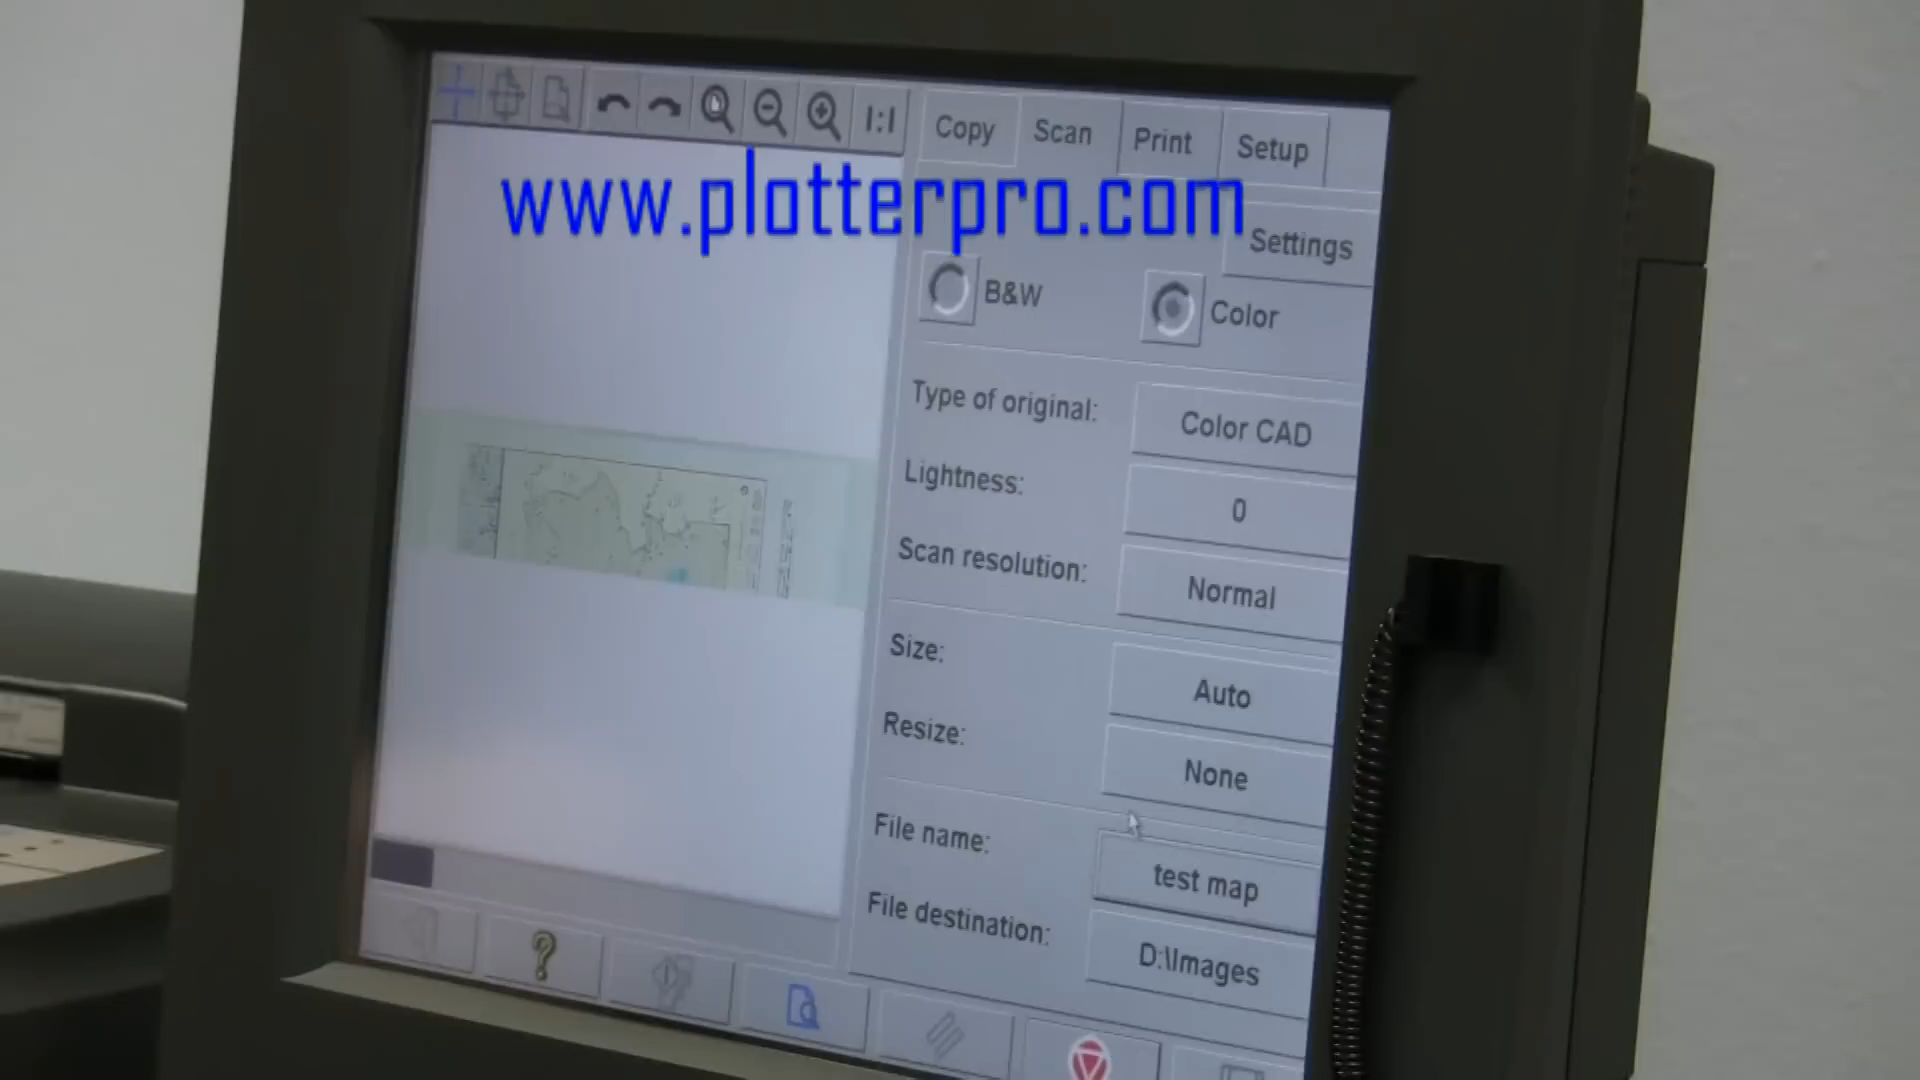 1:1
Copy
Scan
Print
Setup
www.plotterpro.com
Settings
B&W
Color
Type of original:
Color CAD
Lightness:
0
Scan resolution:
Normal
Size:
Auto
Resize:
None
File name:
test map
File destination:
D:\Images
?